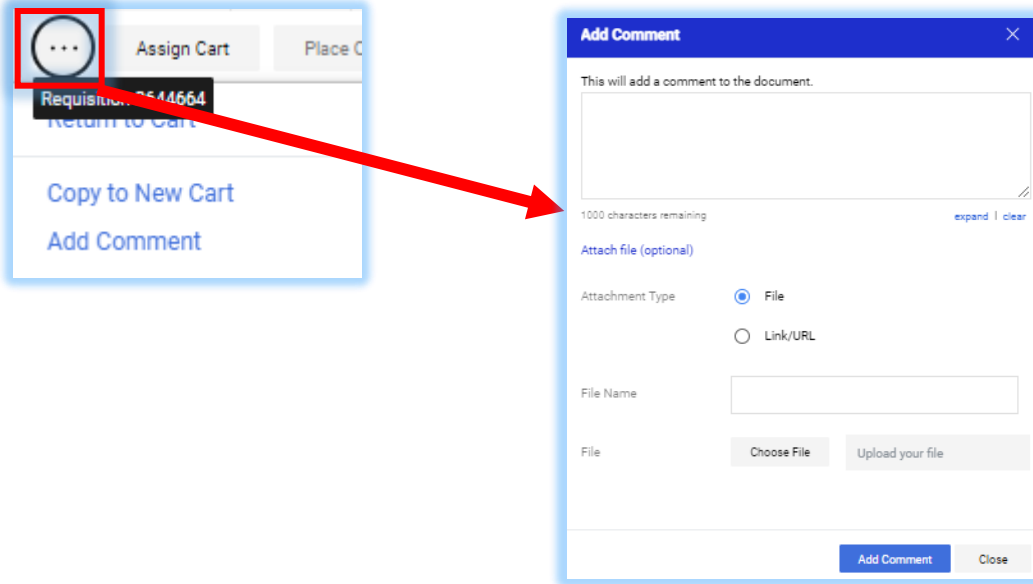 ...
Assign Cart
Place
Requisition
Return to Cart
Copy to New Cart
Add Comment
Add Comment
This will add a comment to the document.
1000 characters remaining
expand | clear
Attach file (optional)
Attachment Type
File
Link/URL
File Name
File
Choose File
Upload your file
Add Comment
Close